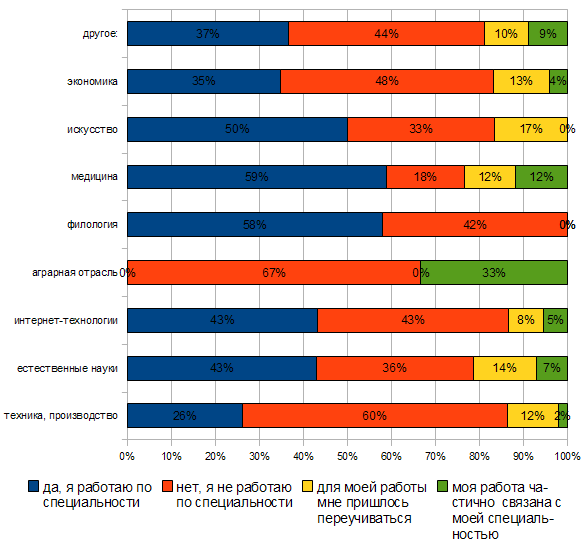 другое:
37% 44% 10% 9%
экономика
35% 48% 13% 4%
искусство
50% 33% 17% 0%
медицина
59% 18% 12% 12%
филология
58% 42% 0% 0%
аграрная отрасль
0% 67% 0% 33%
интернет-технологии
43% 43% 8% 5%
естественные науки
43% 36% 14% 7%
техника, производство
26% 60% 12% 2%
0% 10% 20% 30% 40% 50% 60% 70% 80% 90% 100%
да, я работаю по
специальности
нет, я не работаю
по специальности
для моей работы
мне пришлось
переучиваться
моя работа ча-
стично связана с
моей специаль-
ностью